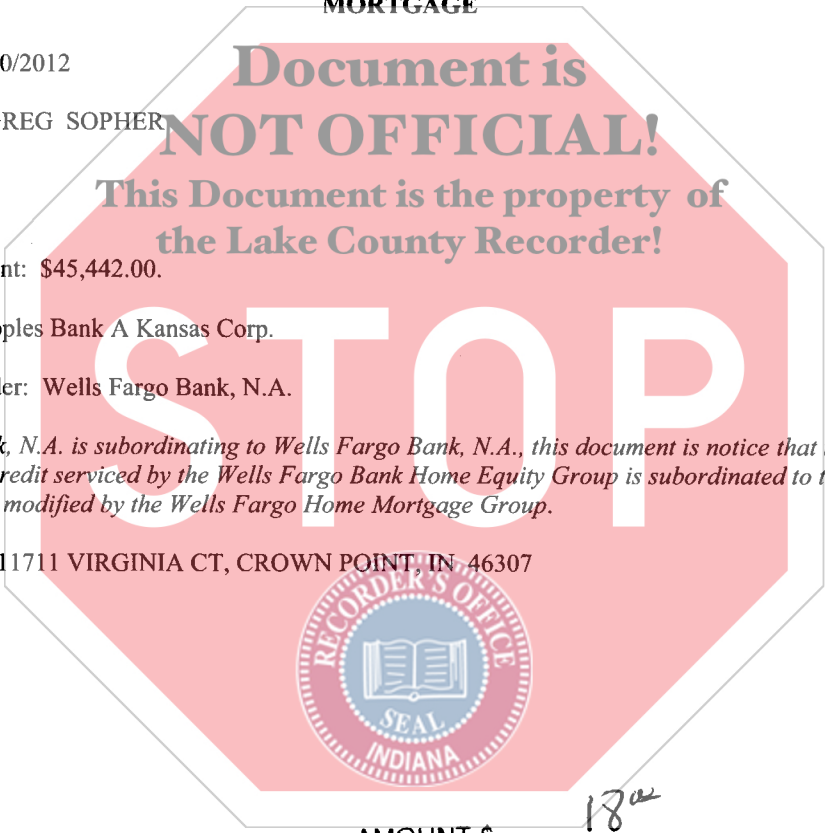 MORTGAGE
0/2012
Document is
REG SOPHER
NOT OFFICIAL!
This Document is the property of
the Lake County Recorder!
nt: $45,442.00.
ples Bank A Kansas Corp.
er: Wells Fargo Bank, N.A.
, N.A. is subordinating to Wells Fargo Bank, N.A., this document is notice that
redit serviced by the Wells Fargo Bank Home Equity Group is subordinated to t
modified by the Wells Fargo Home Mortgage Group.
STOP
11711 VIRGINIA CT, CROWN POINT, IN 46307
RECORDER'S OFFICE
SEAL
INDIANA
18
AMOUNT $